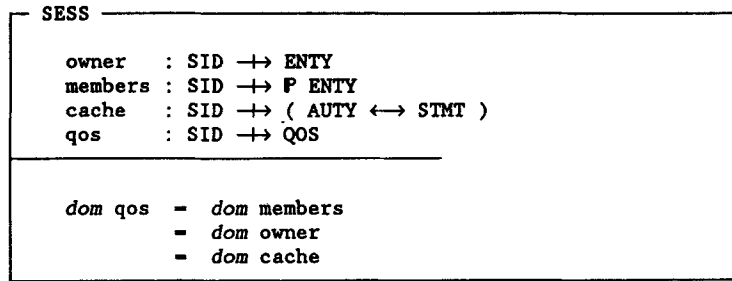 SESS
owner : SID ⇸ ENTY
members : SID ⇸ ℙ ENTY
cache : SID ⇸ ( AUTY ↔ STMT )
qos : SID ⇸ QOS
dom qos = dom members
= dom owner
= dom cache